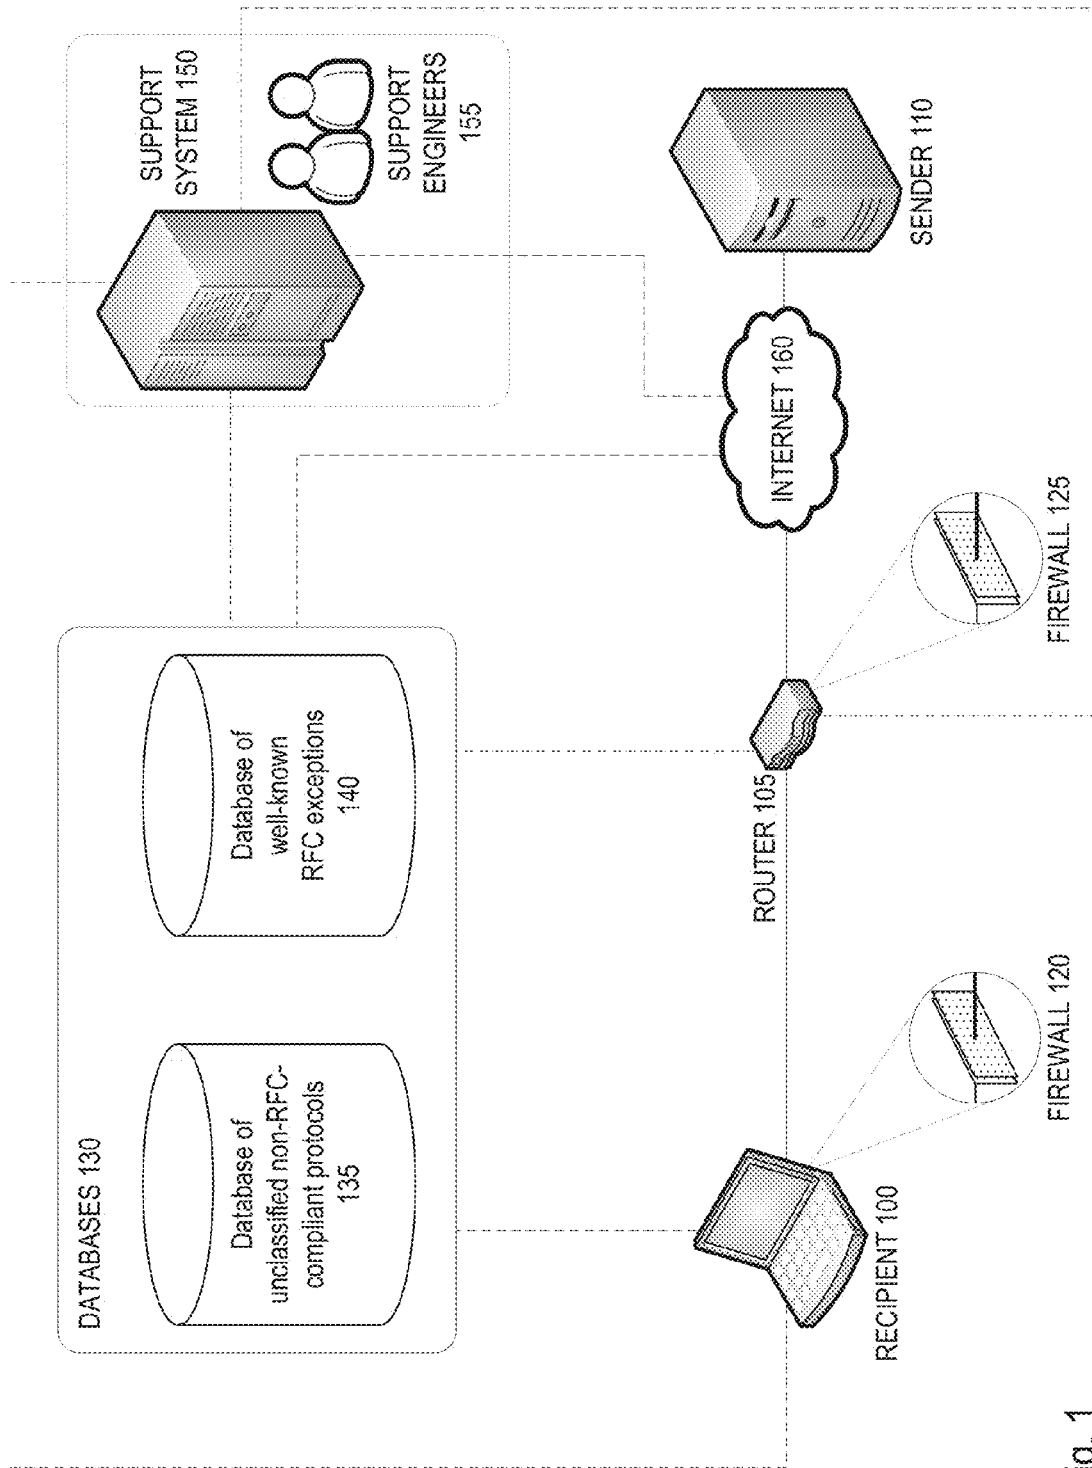 DATABASES 130
Database of
unclassified non-RFC-
compliant protocols
135
Database of
well-known
RFC exceptions
140
SUPPORT
SYSTEM 150
SUPPORT
ENGINEERS
155
RECIPIENT 100
ROUTER 105
INTERNET 160
SENDER 110
FIREWALL 120
FIREWALL 125
g. 1